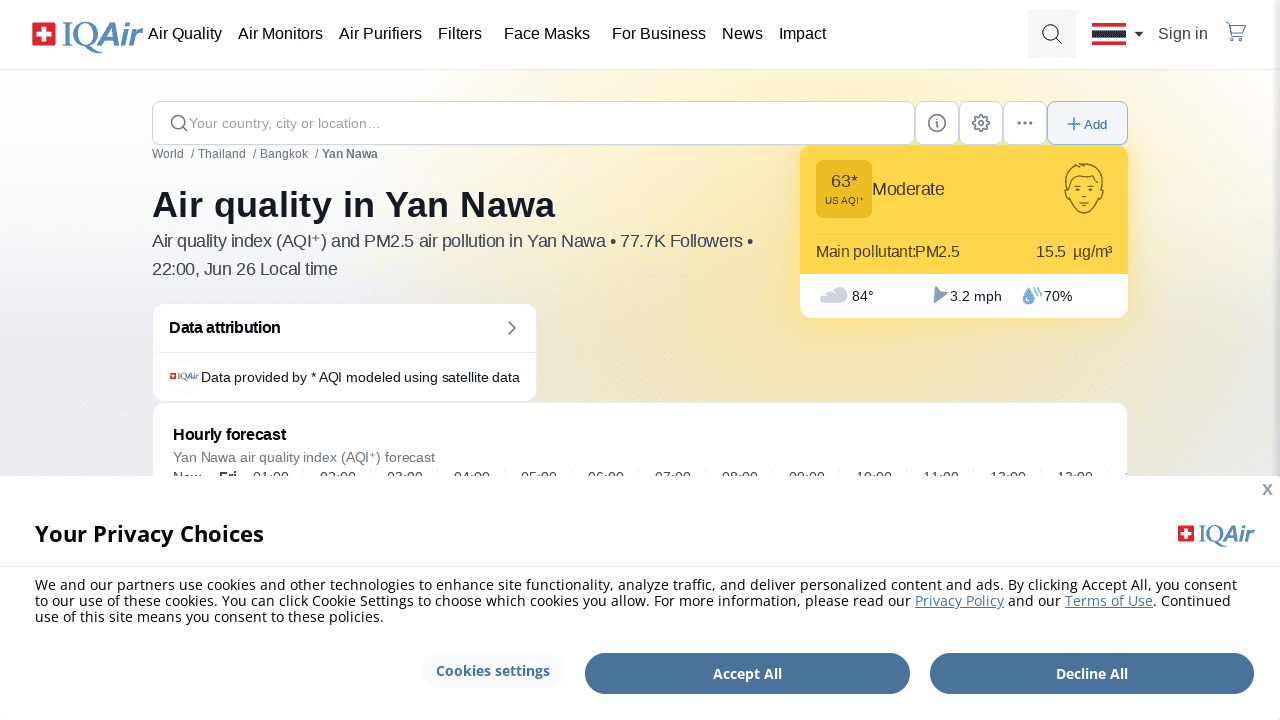 IQAir
Air Quality
Air Monitors
Air Purifiers
Filters
Face Masks
For Business
News
Impact
Sign in
Your country, city or location…
Add
World / Thailand / Bangkok / Yan Nawa
Air quality in Yan Nawa
Air quality index (AQI⁺) and PM2.5 air pollution in Yan Nawa • 77.7K Followers •
22:00, Jun 26 Local time
63*
US AQI⁺
Moderate
Main pollutant:PM2.5 15.5 µg/m³
84° 3.2 mph 70%
Data attribution
IQAir Data provided by * AQI modeled using satellite data
Hourly forecast
Yan Nawa air quality index (AQI⁺) forecast
Now Fri 01:00 02:00 03:00 04:00 05:00 06:00 07:00 08:00 09:00 10:00 11:00 12:00 13:00
X
Your Privacy Choices
IQAir
We and our partners use cookies and other technologies to enhance site functionality, analyze traffic, and deliver personalized content and ads. By clicking Accept All, you consent
to our use of these cookies. You can click Cookie Settings to choose which cookies you allow. For more information, please read our Privacy Policy and our Terms of Use. Continued
use of this site means you consent to these policies.
Cookies settings
Accept All
Decline All